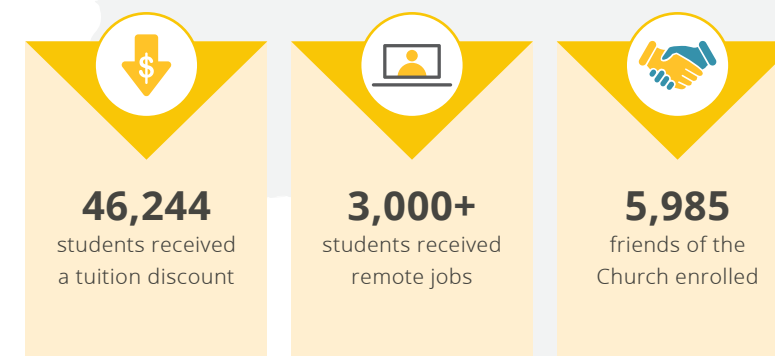 $
46,244
students received
a tuition discount
3,000+
students received
remote jobs
5,985
friends of the
Church enrolled